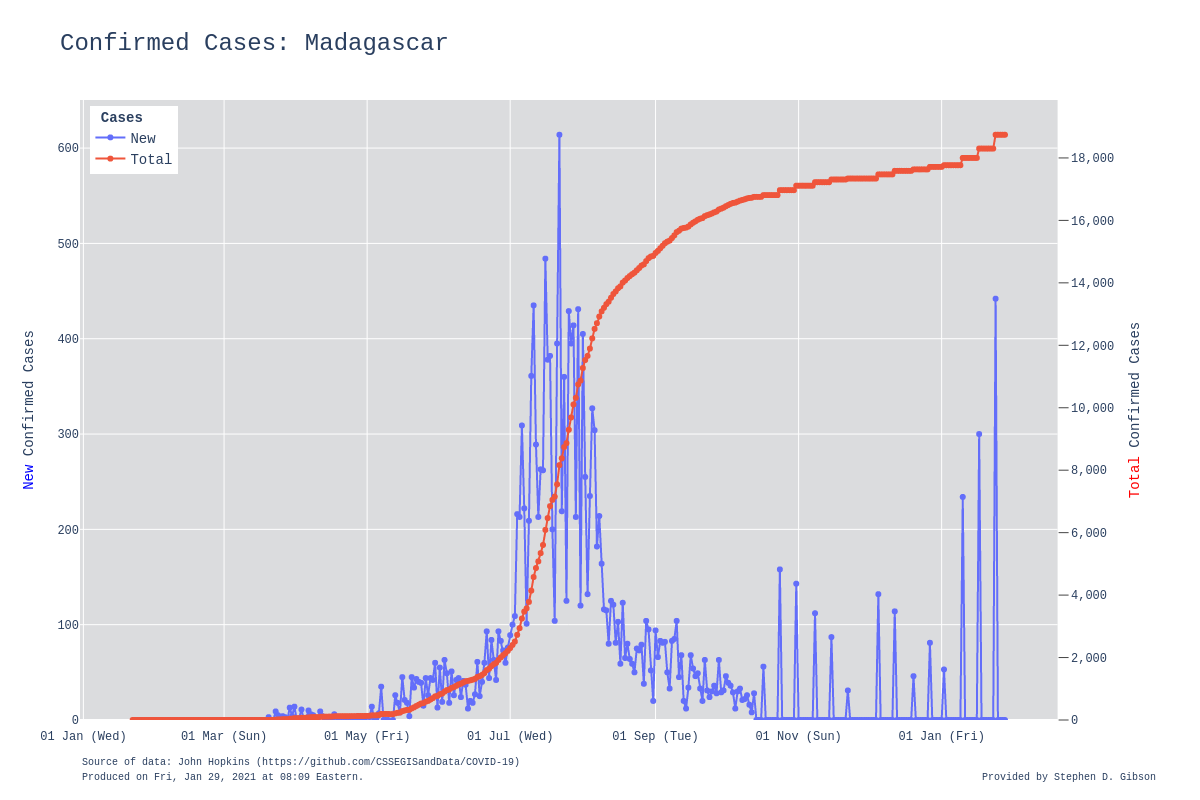 Confirmed Cases: Madagascar
Cases
New
Total
600
500
400
300
200
100
0
18,000
16,000
14,000
12,000
10,000
8,000
6,000
4,000
2,000
0
New Confirmed Cases
Total Confirmed Cases
01 Jan (Wed)
01 Mar (Sun)
01 May (Fri)
01 Jul (Wed)
01 Sep (Tue)
01 Nov (Sun)
01 Jan (Fri)
Source of data: John Hopkins (https://github.com/CSSEGISandData/COVID-19)
Produced on Fri, Jan 29, 2021 at 08:09 Eastern.
Provided by Stephen D. Gibson